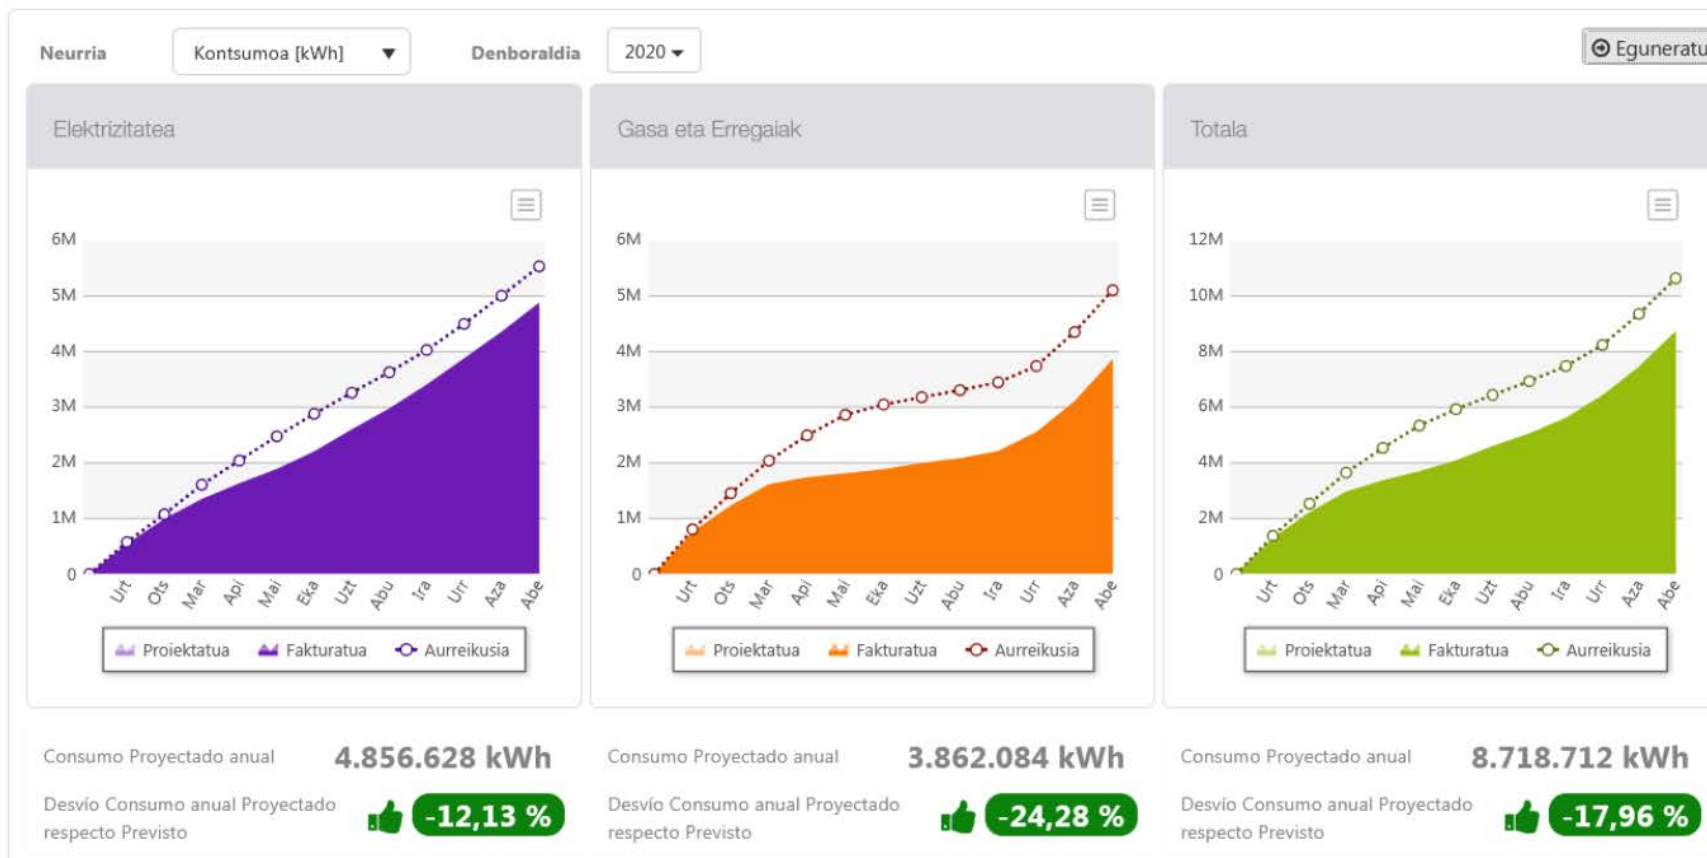 Neurria Kontsumoa [kWh] Denboraldia 2020 Eguneratu
Elektrizitatea
6M
5M
4M
3M
2M
1M
0
Urt Ots Mar Api Mai Eka Uzt Abu Ira Urr Aza Abe
Proiektatua Fakturatua Aurreikusia
Consumo Proyectado anual 4.856.628 kWh
Desvío Consumo anual Proyectado
respecto Previsto
-12,13 %
Gasa eta Erregaiak
6M
5M
4M
3M
2M
1M
0
Urt Ots Mar Api Mai Eka Uzt Abu Ira Urr Aza Abe
Proiektatua Fakturatua Aurreikusia
Consumo Proyectado anual 3.862.084 kWh
Desvío Consumo anual Proyectado
respecto Previsto
-24,28 %
Totala
12M
10M
8M
6M
4M
2M
0
Urt Ots Mar Api Mai Eka Uzt Abu Ira Urr Aza Abe
Proiektatua Fakturatua Aurreikusia
Consumo Proyectado anual 8.718.712 kWh
Desvío Consumo anual Proyectado
respecto Previsto
-17,96 %